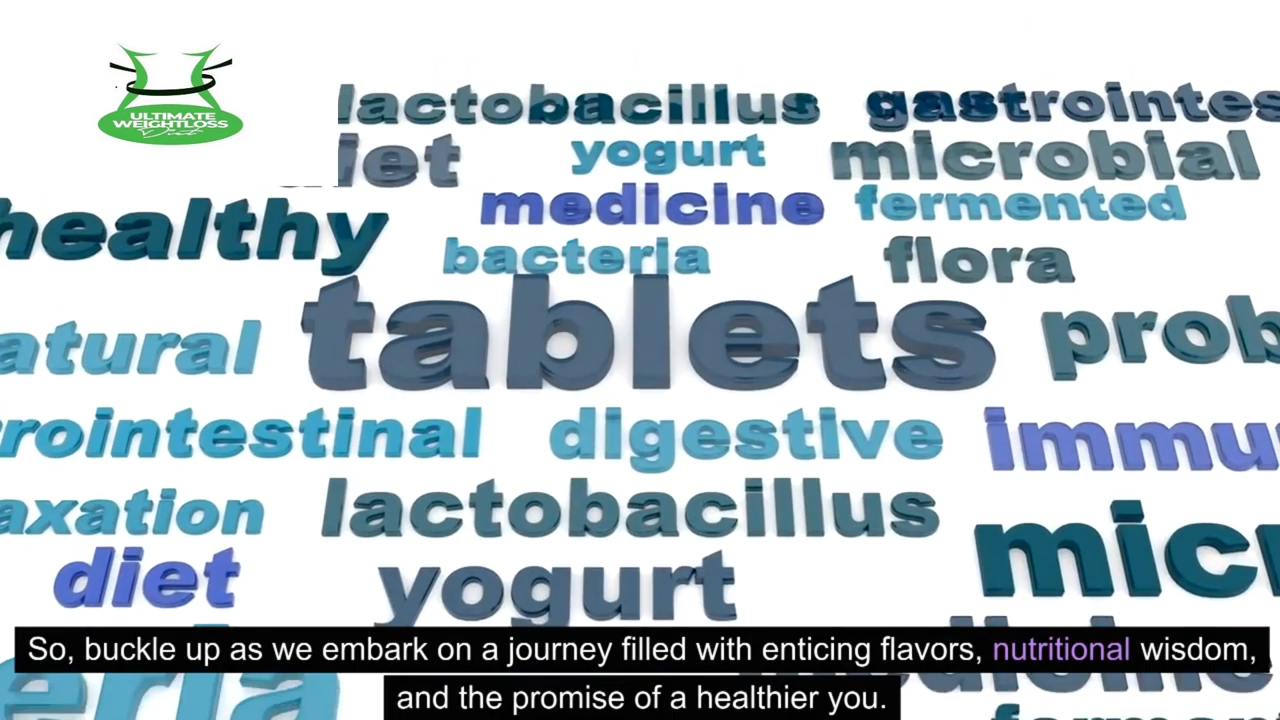 ULTIMATE
WEIGHTLOSS
Diet
lactobacillus gastrointes
iet yogurt microbial
medicine fermented
healthy
bacteria flora
tablets
atural prob
rointestinal digestive immu
axation lactobacillus
diet yogurt micr
So, buckle up as we embark on a journey filled with enticing flavors, nutritional wisdom,
and the promise of a healthier you.